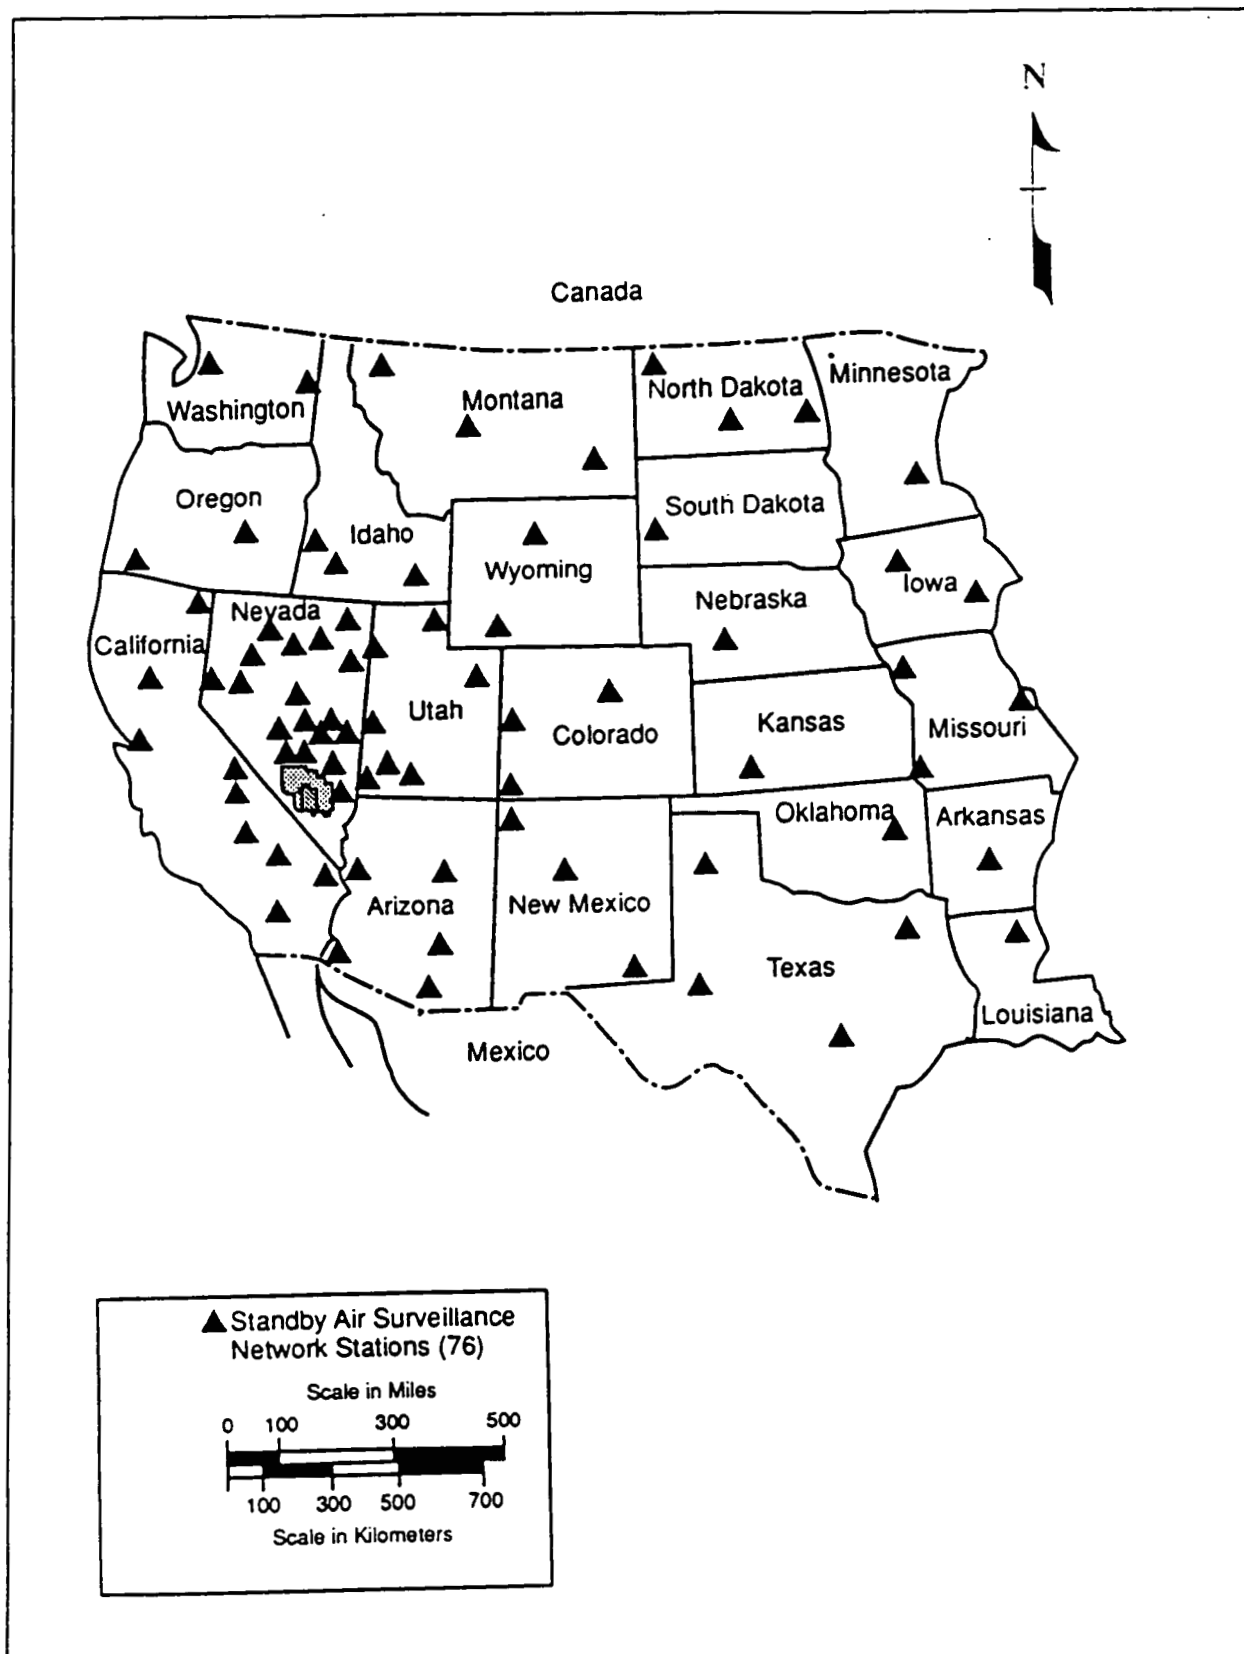 N
Canada
Washington
Montana
North Dakota
Minnesota
Oregon
Idaho
South Dakota
Wyoming
Iowa
Nevada
Nebraska
California
Utah
Colorado
Kansas
Missouri
Oklahoma
Arkansas
Arizona
New Mexico
Texas
Louisiana
Mexico
Standby Air Surveillance
Network Stations (76)
Scale in Miles
0 100 300 500
100 300 500 700
Scale in Kilometers